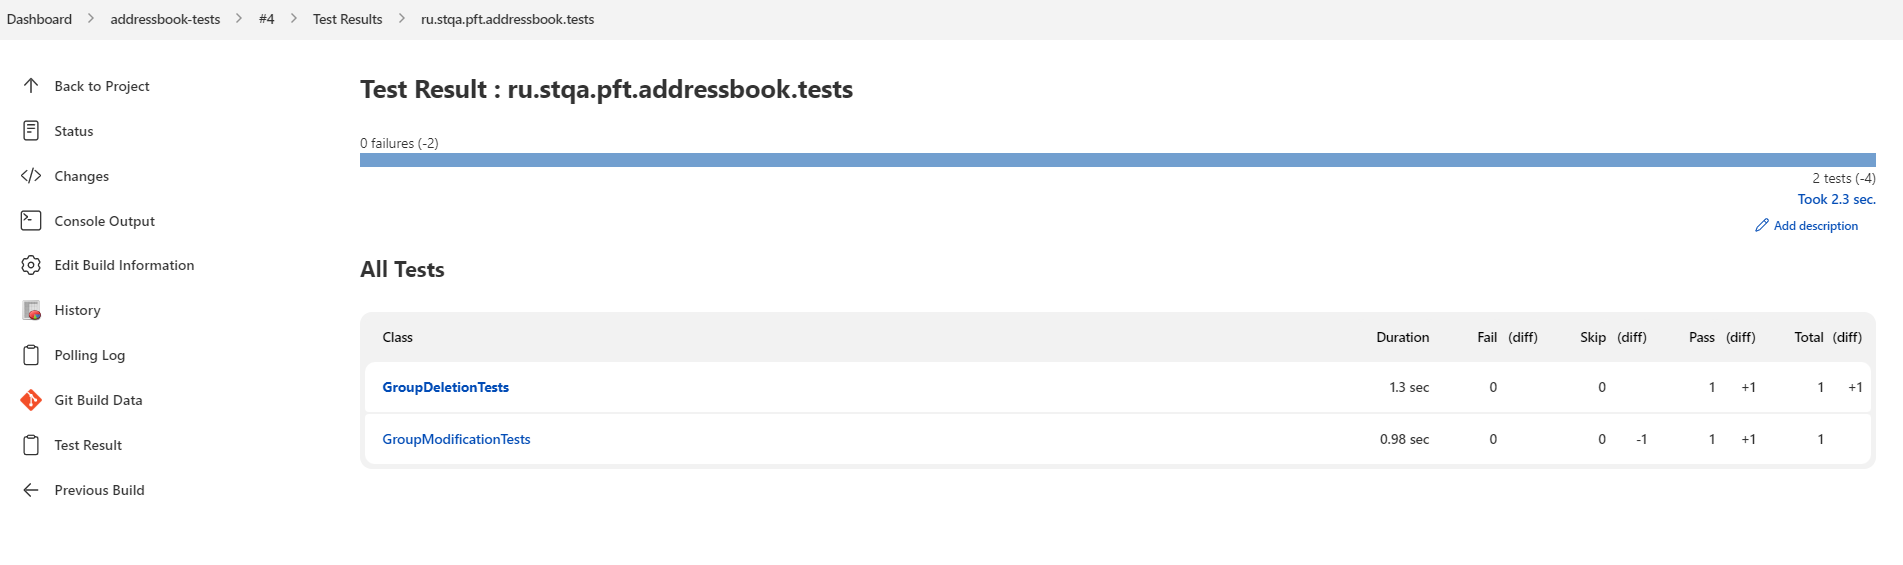 Dashboard > addressbook-tests > #4 > Test Results > ru.stqa.pft.addressbook.tests
Back to Project
Status
Changes
Console Output
Edit Build Information
History
Polling Log
Git Build Data
Test Result
Previous Build
Test Result : ru.stqa.pft.addressbook.tests
0 failures (-2)
2 tests (-4)
Took 2.3 sec.
Add description
All Tests
Class Duration Fail (diff) Skip (diff) Pass (diff) Total (diff)
GroupDeletionTests 1.3 sec 0 0 1 +1 1 +1
GroupModificationTests 0.98 sec 0 0 -1 1 +1 1